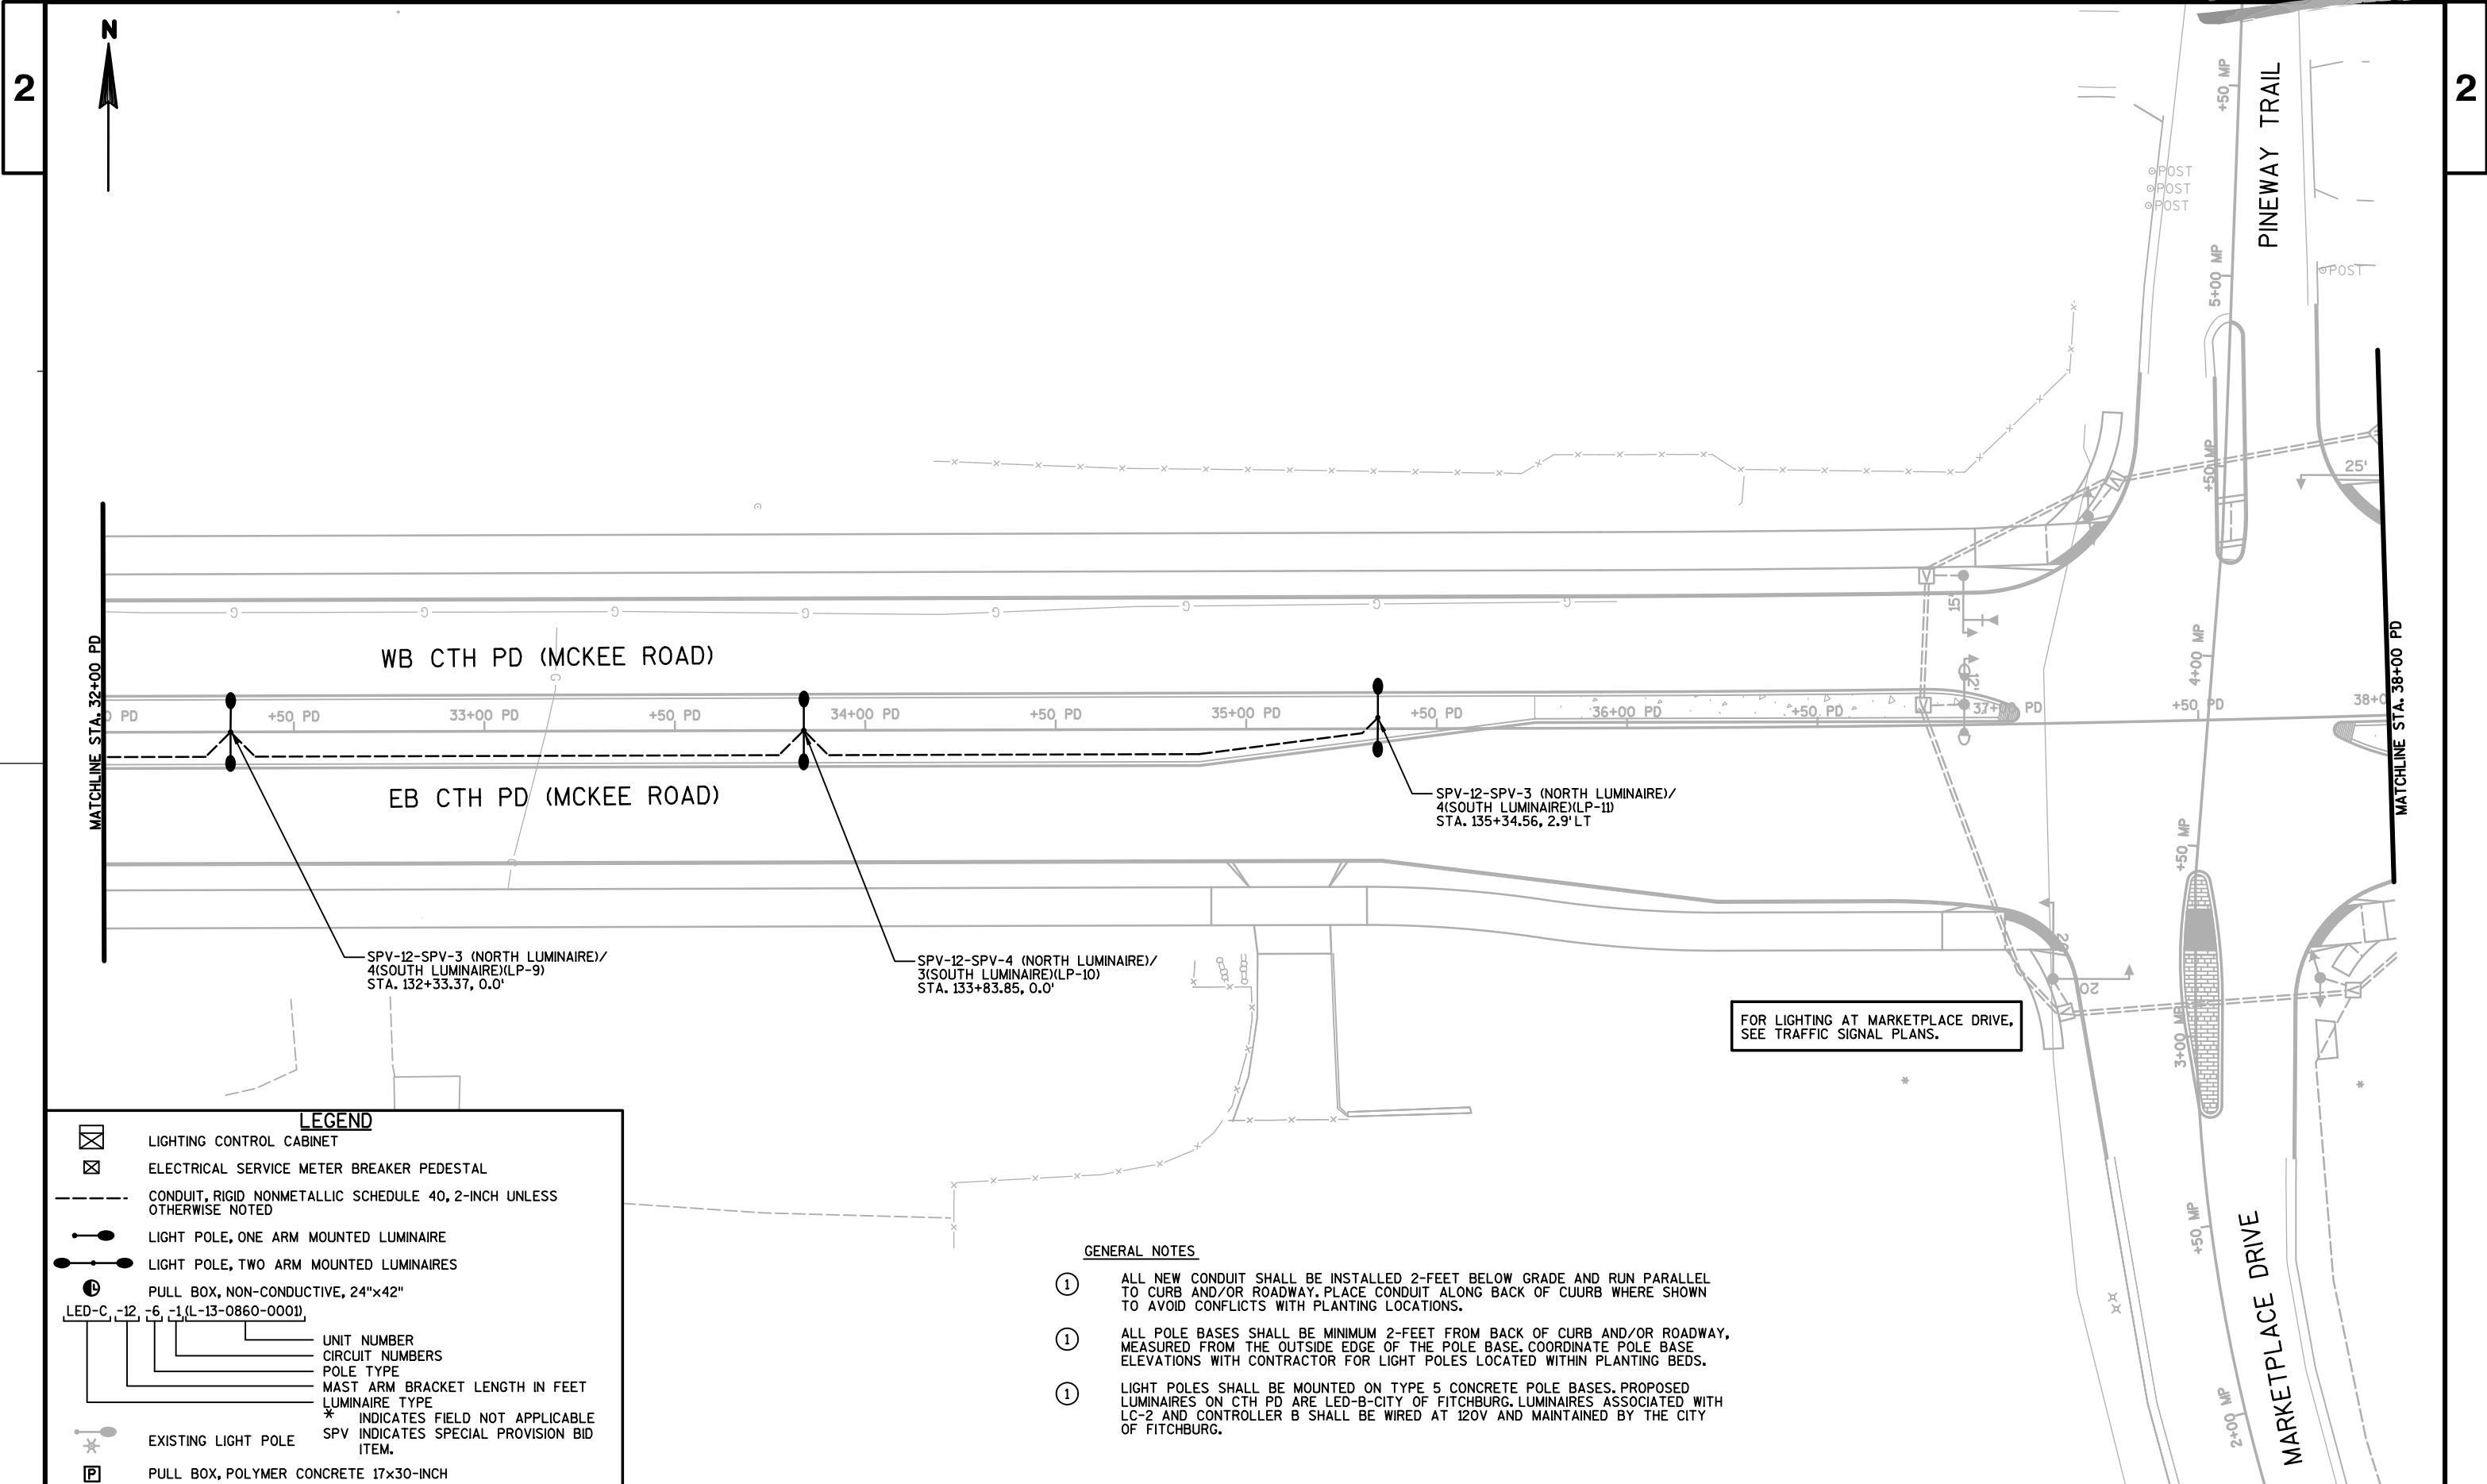 2
N
2
PINEWAY TRAIL
+50 MP
POST
POST
POST
5+00 MP
POST
+50 MP
25'
15'
12'
4+00 MP
WB CTH PD (MCKEE ROAD)
MATCHLINE STA. 32+00 PD
0 PD
+50 PD
33+00 PD
+50 PD
34+00 PD
+50 PD
35+00 PD
+50 PD
36+00 PD
+50 PD
37+00 PD
+50 PD
38+0
MATCHLINE STA. 38+00 PD
EB CTH PD (MCKEE ROAD)
SPV-12-SPV-3 (NORTH LUMINAIRE)/
4(SOUTH LUMINAIRE)(LP-11)
STA. 135+34.56, 2.9' LT
+50 MP
SPV-12-SPV-3 (NORTH LUMINAIRE)/
4(SOUTH LUMINAIRE)(LP-9)
STA. 132+33.37, 0.0'
SPV-12-SPV-4 (NORTH LUMINAIRE)/
3(SOUTH LUMINAIRE)(LP-10)
STA. 133+83.85, 0.0'
20
FOR LIGHTING AT MARKETPLACE DRIVE,
SEE TRAFFIC SIGNAL PLANS.
3+00 MP
+50 MP
2+00 MP
MARKETPLACE DRIVE
LEGEND
LIGHTING CONTROL CABINET
ELECTRICAL SERVICE METER BREAKER PEDESTAL
CONDUIT, RIGID NONMETALLIC SCHEDULE 40, 2-INCH UNLESS
OTHERWISE NOTED
LIGHT POLE, ONE ARM MOUNTED LUMINAIRE
LIGHT POLE, TWO ARM MOUNTED LUMINAIRES
PULL BOX, NON-CONDUCTIVE, 24"x42"
LED-C -12 -6 -1 (L-13-0860-0001)
UNIT NUMBER
CIRCUIT NUMBERS
POLE TYPE
MAST ARM BRACKET LENGTH IN FEET
LUMINAIRE TYPE
* INDICATES FIELD NOT APPLICABLE
SPV INDICATES SPECIAL PROVISION BID
ITEM.
EXISTING LIGHT POLE
P PULL BOX, POLYMER CONCRETE 17x30-INCH
GENERAL NOTES
1 ALL NEW CONDUIT SHALL BE INSTALLED 2-FEET BELOW GRADE AND RUN PARALLEL
TO CURB AND/OR ROADWAY. PLACE CONDUIT ALONG BACK OF CUURB WHERE SHOWN
TO AVOID CONFLICTS WITH PLANTING LOCATIONS.
1 ALL POLE BASES SHALL BE MINIMUM 2-FEET FROM BACK OF CURB AND/OR ROADWAY,
MEASURED FROM THE OUTSIDE EDGE OF THE POLE BASE. COORDINATE POLE BASE
ELEVATIONS WITH CONTRACTOR FOR LIGHT POLES LOCATED WITHIN PLANTING BEDS.
1 LIGHT POLES SHALL BE MOUNTED ON TYPE 5 CONCRETE POLE BASES. PROPOSED
LUMINAIRES ON CTH PD ARE LED-B-CITY OF FITCHBURG. LUMINAIRES ASSOCIATED WITH
LC-2 AND CONTROLLER B SHALL BE WIRED AT 120V AND MAINTAINED BY THE CITY
OF FITCHBURG.